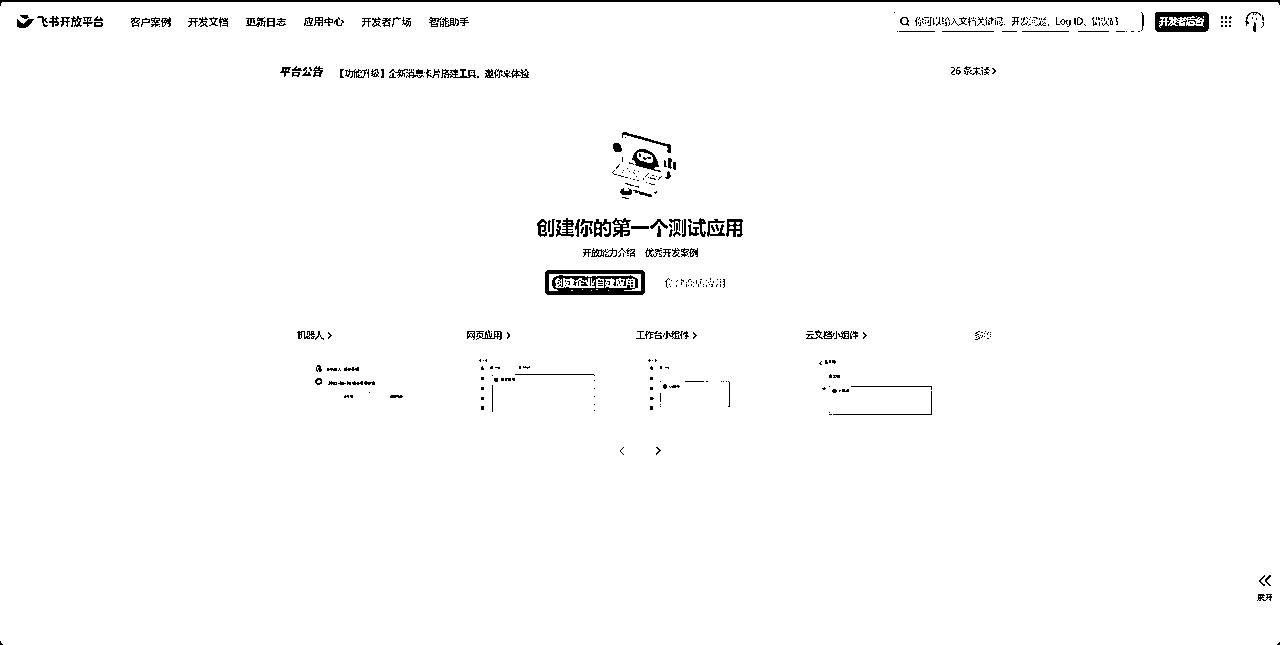 飞书开放平台 客户案例 开发文档 更新日志 应用中心 开发者广场 智能助手 你可以输入文档关键词、开发问题、Log ID、错误码 开发者后台
平台公告 【功能升级】全新消息卡片搭建工具，邀你来体验 26 条未读
创建你的第一个测试应用
开放能力介绍 优秀开发案例
创建企业自建应用 创建商店应用
机器人 网页应用 工作台小组件 云文档小组件
展开